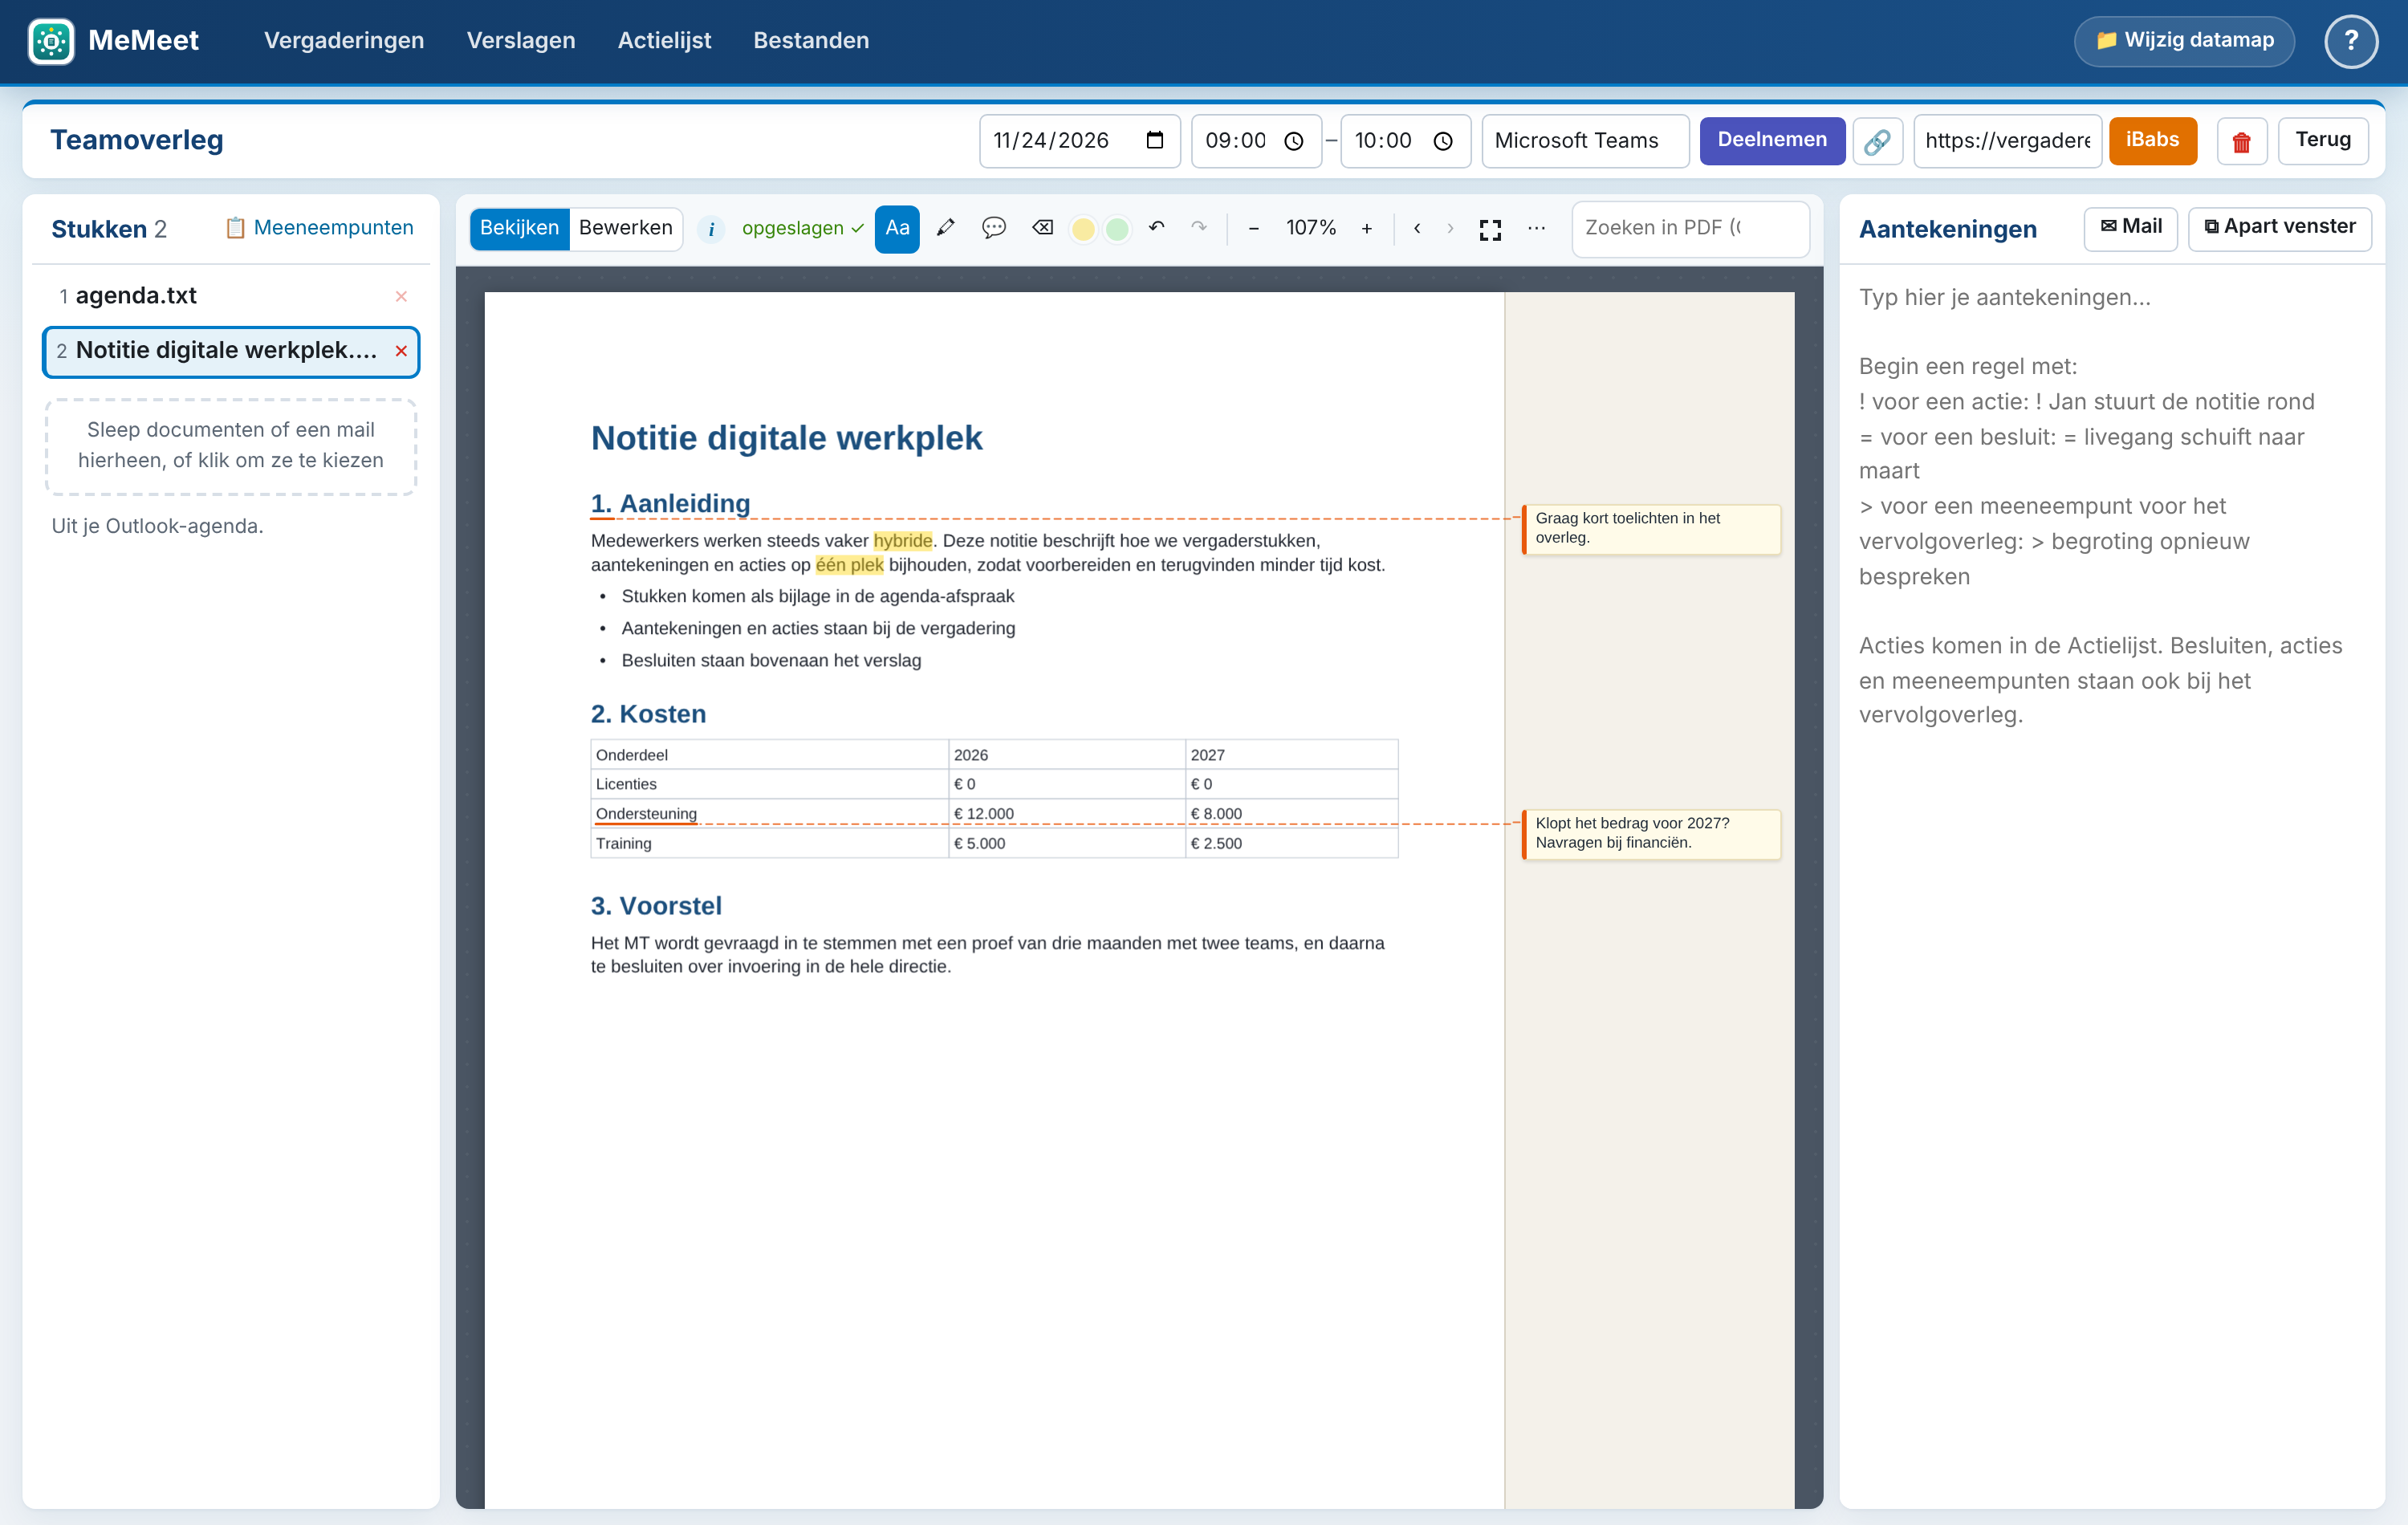 MeMeet Vergaderingen Verslagen Actielijst Bestanden 📁 Wijzig datamap ?
Teamoverleg 11/24/2026 09:00 – 10:00 Microsoft Teams Deelnemen https://vergadere iBabs Terug
Stukken 2 📋 Meeneempunten
1 agenda.txt ×
2 Notitie digitale werkplek.... ×
Sleep documenten of een mail
hierheen, of klik om ze te kiezen
Uit je Outlook-agenda.
Bekijken Bewerken i opgeslagen ✓ Aa − 107% + ‹ › ⋯ Zoeken in PDF (
Notitie digitale werkplek
1. Aanleiding
Graag kort toelichten in het
overleg.
Medewerkers werken steeds vaker hybride. Deze notitie beschrijft hoe we vergaderstukken,
aantekeningen en acties op één plek bijhouden, zodat voorbereiden en terugvinden minder tijd kost.
• Stukken komen als bijlage in de agenda-afspraak
• Aantekeningen en acties staan bij de vergadering
• Besluiten staan bovenaan het verslag
2. Kosten
Onderdeel 2026 2027
Licenties € 0 € 0
Ondersteuning € 12.000 € 8.000
Training € 5.000 € 2.500
Klopt het bedrag voor 2027?
Navragen bij financiën.
3. Voorstel
Het MT wordt gevraagd in te stemmen met een proef van drie maanden met twee teams, en daarna
te besluiten over invoering in de hele directie.
Aantekeningen ✉ Mail ⧉ Apart venster
Typ hier je aantekeningen...
Begin een regel met:
! voor een actie: ! Jan stuurt de notitie rond
= voor een besluit: = livegang schuift naar
maart
> voor een meeneempunt voor het
vervolgoverleg: > begroting opnieuw
bespreken
Acties komen in de Actielijst. Besluiten, acties
en meeneempunten staan ook bij het
vervolgoverleg.